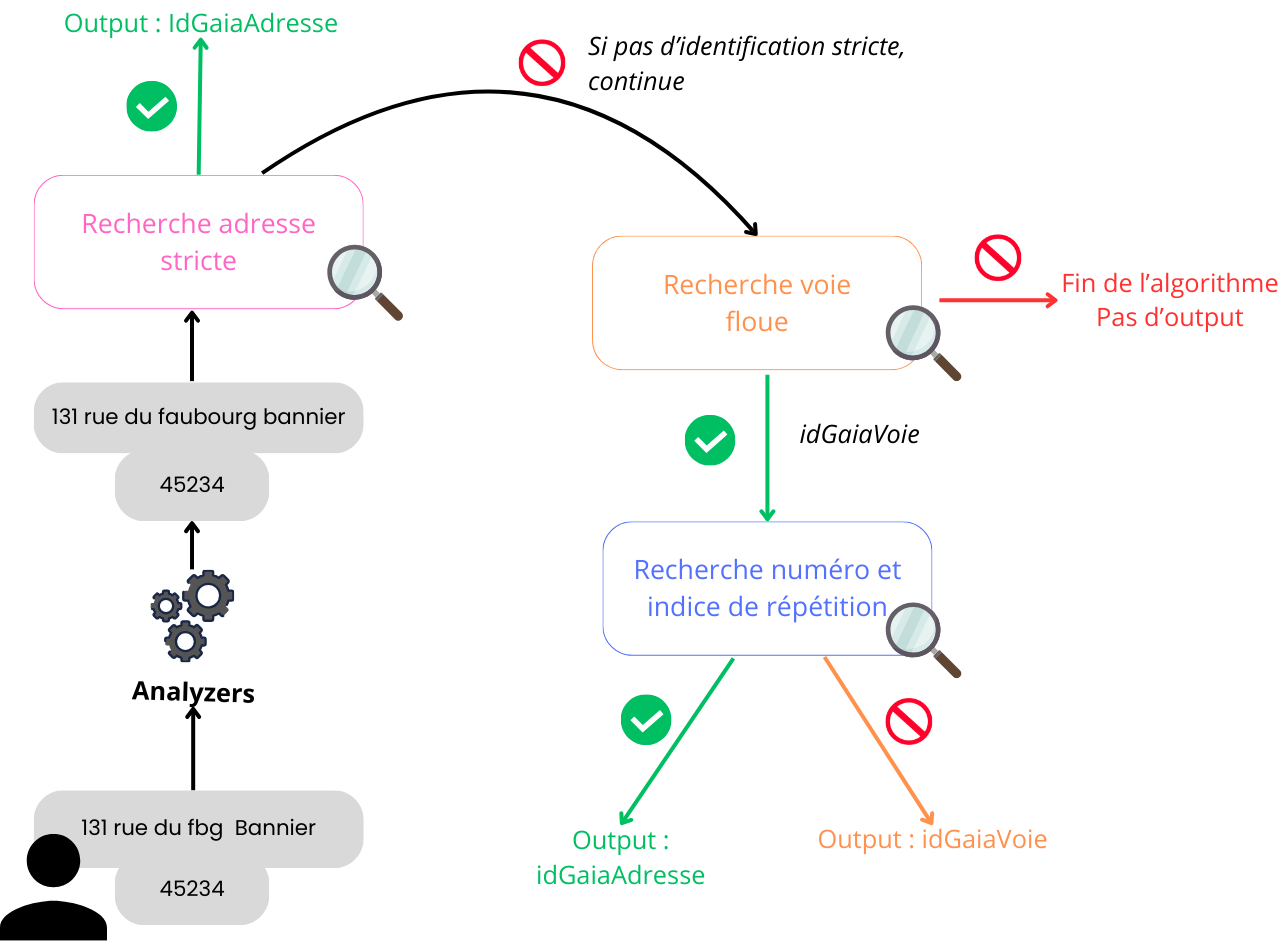 Output : IdGaiaAdresse
Si pas d’identification stricte,
continue
Recherche adresse
stricte
Recherche voie
floue
Fin de l’algorithme
Pas d’output
131 rue du faubourg bannier
45234
idGaiaVoie
Recherche numéro et
indice de répétition
Analyzers
131 rue du fbg  Bannier
45234
Output :
idGaiaAdresse
Output : idGaiaVoie